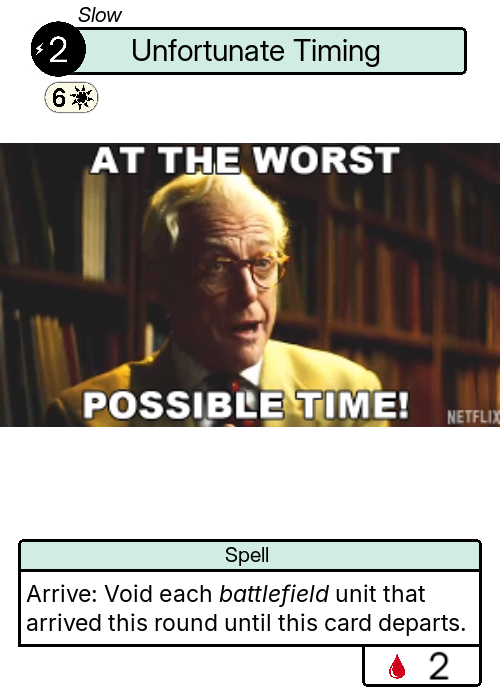 Slow
2 Unfortunate Timing
6
AT THE WORST
POSSIBLE TIME!
NETFLIX
Spell
Arrive: Void each battlefield unit that
arrived this round until this card departs.
2